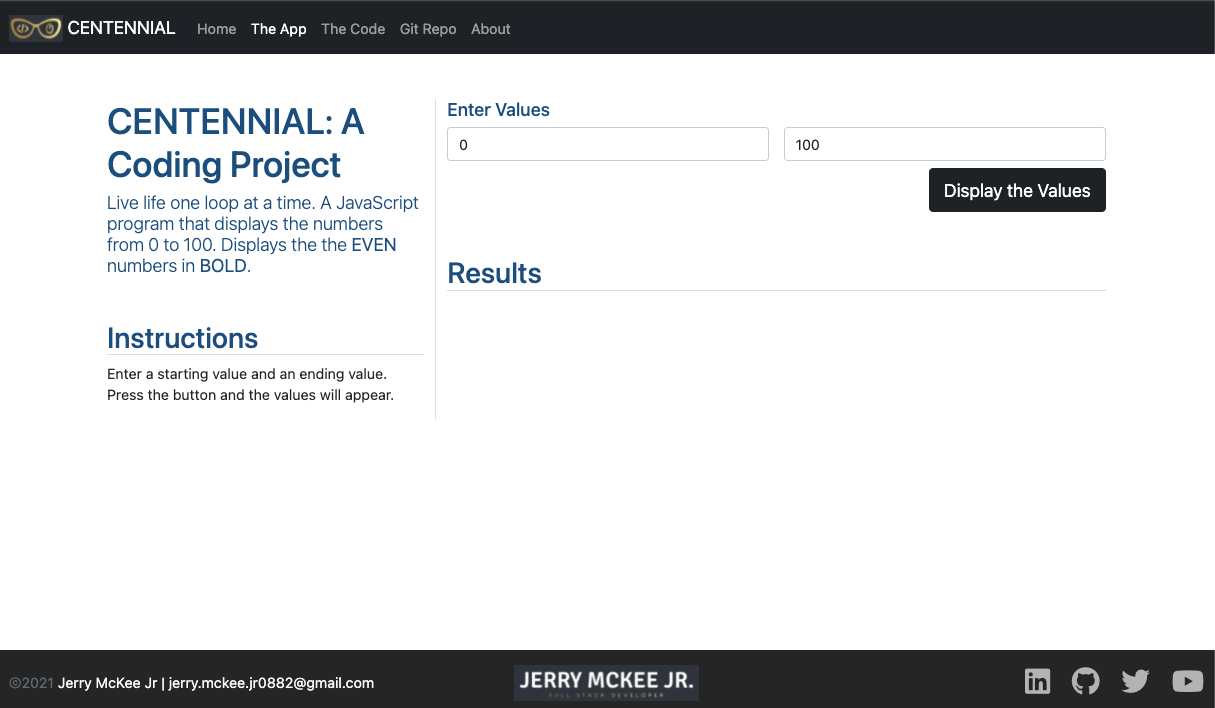 CENTENNIAL Home The App The Code Git Repo About
CENTENNIAL: A
Coding Project
Live life one loop at a time. A JavaScript
program that displays the numbers
from 0 to 100. Displays the the EVEN
numbers in BOLD.
Instructions
Enter a starting value and an ending value.
Press the button and the values will appear.
Enter Values
0 100
Display the Values
Results
©2021 Jerry McKee Jr | jerry.mckee.jr0882@gmail.com
JERRY MCKEE JR.
FULL STACK DEVELOPER
in